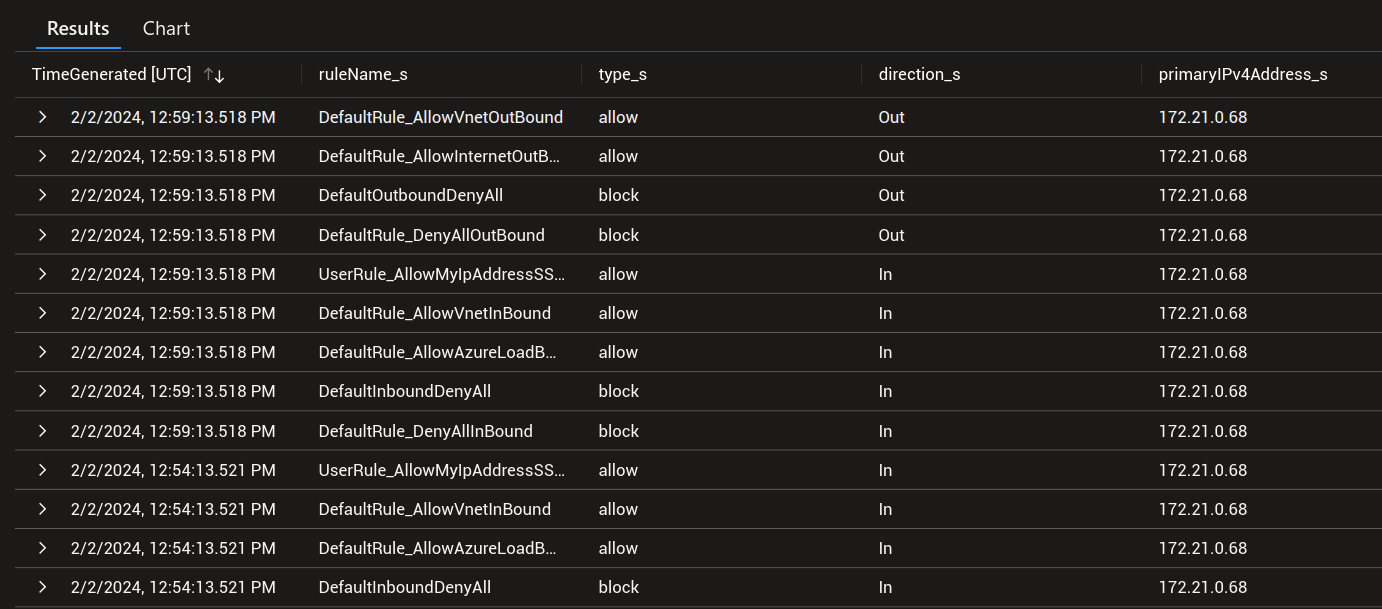 Results Chart
TimeGenerated [UTC] ↑↓ ruleName_s type_s direction_s primaryIPv4Address_s
2/2/2024, 12:59:13.518 PM DefaultRule_AllowVnetOutBound allow Out 172.21.0.68
2/2/2024, 12:59:13.518 PM DefaultRule_AllowInternetOutB... allow Out 172.21.0.68
2/2/2024, 12:59:13.518 PM DefaultOutboundDenyAll block Out 172.21.0.68
2/2/2024, 12:59:13.518 PM DefaultRule_DenyAllOutBound block Out 172.21.0.68
2/2/2024, 12:59:13.518 PM UserRule_AllowMyIpAddressSS... allow In 172.21.0.68
2/2/2024, 12:59:13.518 PM DefaultRule_AllowVnetInBound allow In 172.21.0.68
2/2/2024, 12:59:13.518 PM DefaultRule_AllowAzureLoadB... allow In 172.21.0.68
2/2/2024, 12:59:13.518 PM DefaultInboundDenyAll block In 172.21.0.68
2/2/2024, 12:59:13.518 PM DefaultRule_DenyAllInBound block In 172.21.0.68
2/2/2024, 12:54:13.521 PM UserRule_AllowMyIpAddressSS... allow In 172.21.0.68
2/2/2024, 12:54:13.521 PM DefaultRule_AllowVnetInBound allow In 172.21.0.68
2/2/2024, 12:54:13.521 PM DefaultRule_AllowAzureLoadB... allow In 172.21.0.68
2/2/2024, 12:54:13.521 PM DefaultInboundDenyAll block In 172.21.0.68